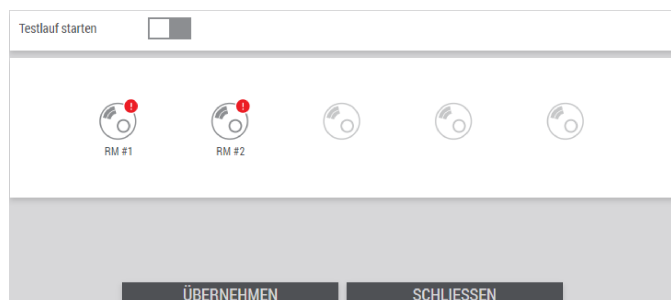 Testlauf starten
RM #1
RM #2
ÜBERNEHMEN
SCHLIESSEN